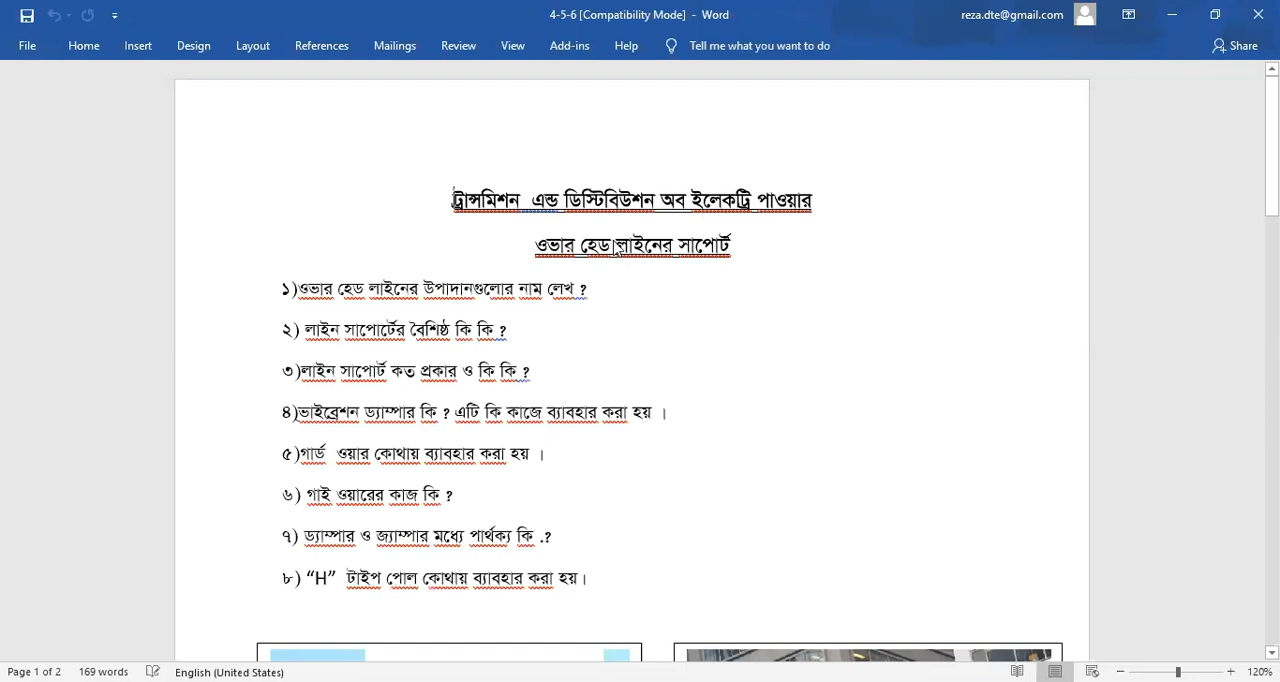 4-5-6 [Compatibility Mode] - Word
reza.dte@gmail.com
File Home Insert Design Layout References Mailings Review View Add-ins Help Tell me what you want to do Share
ট্রান্সমিশন এন্ড ডিস্টিবিউশন অব ইলেকট্রি পাওয়ার
ওভার হেড লাইনের সাপোর্ট
১)ওভার হেড লাইনের উপাদানগুলোর নাম লেখ ?
২) লাইন সাপোর্টের বৈশিষ্ঠ কি কি ?
৩)লাইন সাপোর্ট কত প্রকার ও কি কি ?
৪)ভাইব্রেশন ড্যাম্পার কি ? এটি কি কাজে ব্যাবহার করা হয় ।
৫)গার্ড ওয়ার কোথায় ব্যাবহার করা হয় ।
৬) গাই ওয়ারের কাজ কি ?
৭) ড্যাম্পার ও জ্যাম্পার মধ্যে পার্থক্য কি .?
৮) “H” টাইপ পোল কোথায় ব্যাবহার করা হয়।
Page 1 of 2 169 words English (United States) 120%